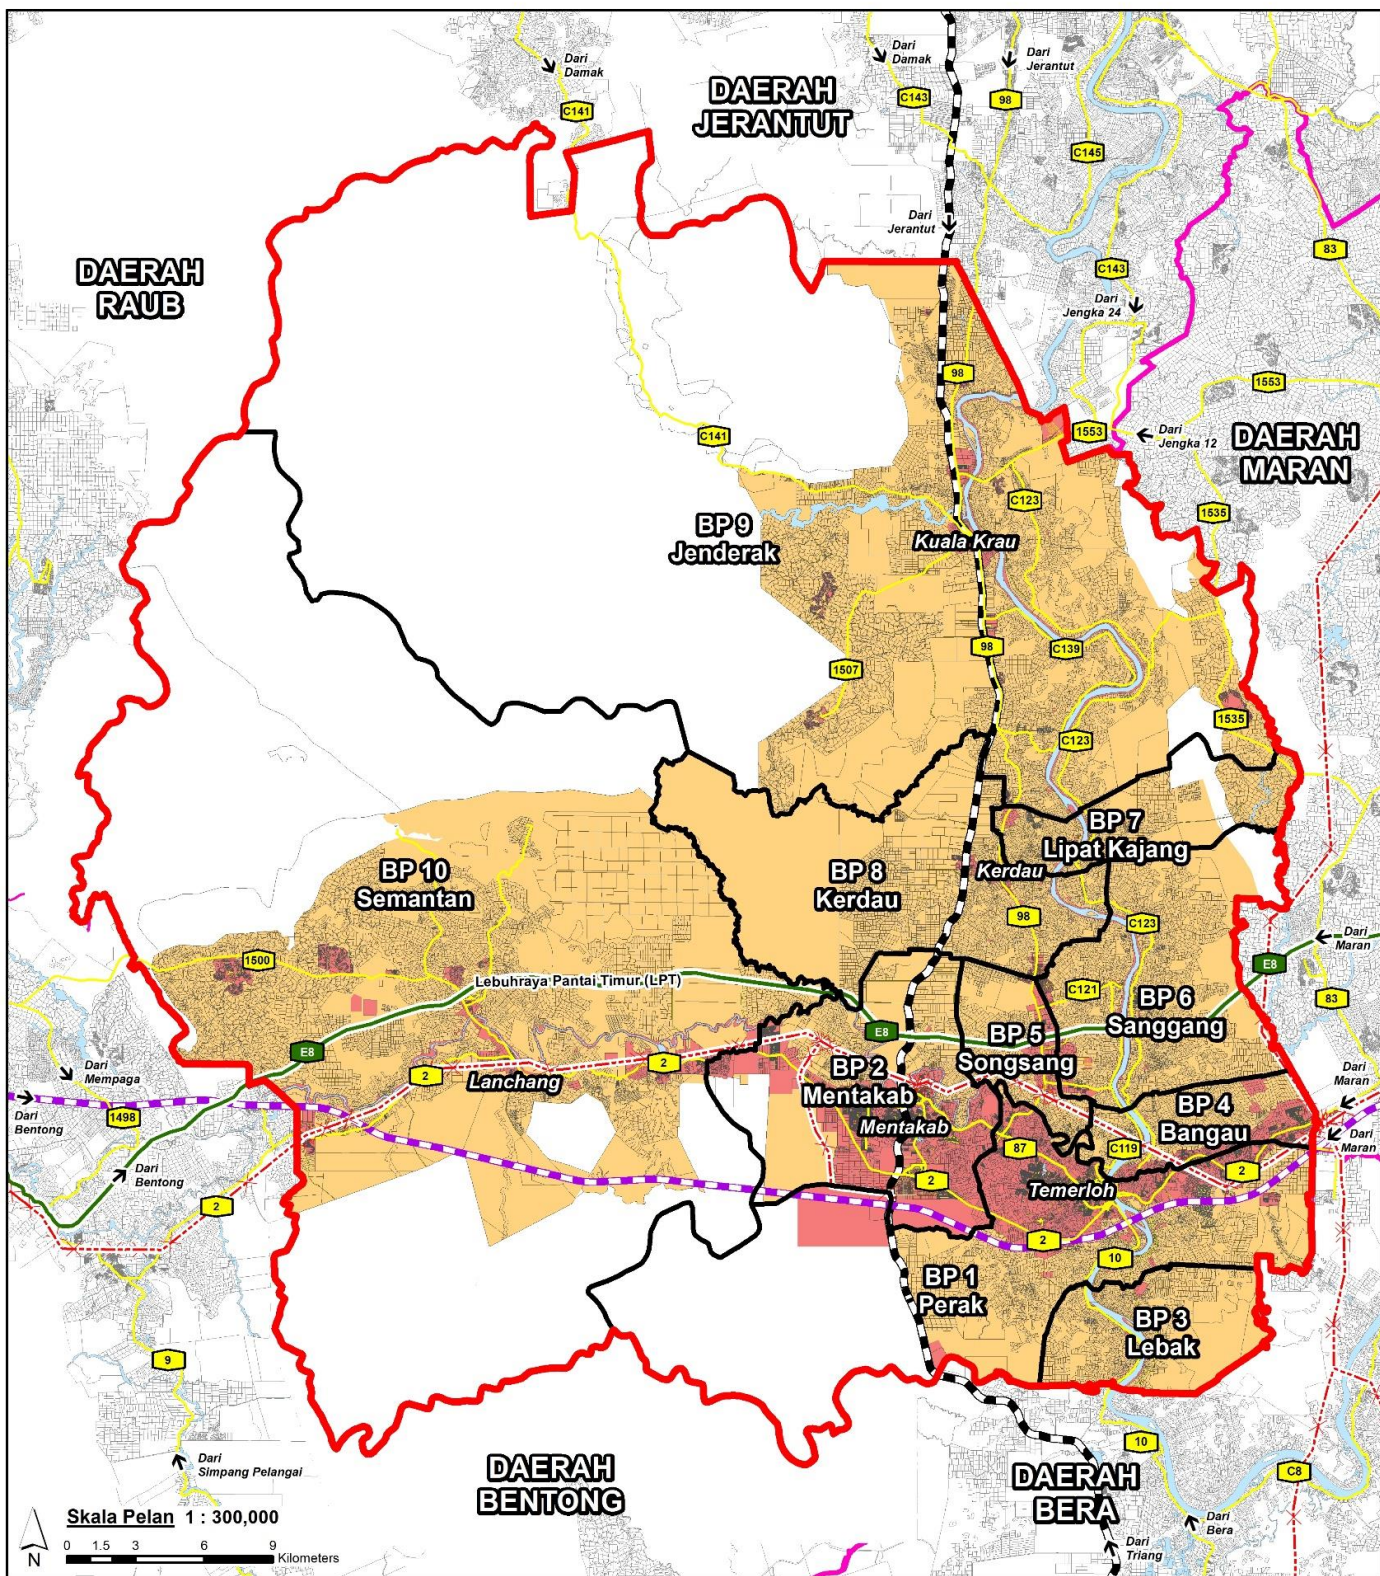 Dari
Damak
Dari
Damak
Dari
Jerantut
DAERAH
JERANTUT
C141
C143
98
C145
Dari
Jerantut
83
DAERAH
RAUB
C143
Dari
Jengka 24
98
1553
C141
1553
Dari
Jengka 12
DAERAH
MARAN
C123
1535
BP 9
Jenderak
Kuala Krau
98
C139
1507
1535
C123
BP 7
Lipat Kajang
BP 10
Semantan
BP 8
Kerdau
Kerdau
98
C123
Dari
Maran
1500
E8
Lebuhraya Pantai Timur (LPT)
C121
BP 6
Sanggang
83
E8
BP 5
Songsang
E8
Dari
Mempaga
2
2
Lanchang
BP 2
Mentakab
Mentakab
BP 4
Bangau
Dari
Maran
Dari
Bentong
1498
87
C119
Dari
Maran
Dari
Bentong
2
2
Temerloh
2
2
10
BP 1
Perak
BP 3
Lebak
9
Dari
Simpang Pelangai
DAERAH
BENTONG
DAERAH
BERA
10
C8
Dari
Bera
Dari
Triang
Skala Pelan 1 : 300,000
N
0 1.5 3 6 9
Kilometers